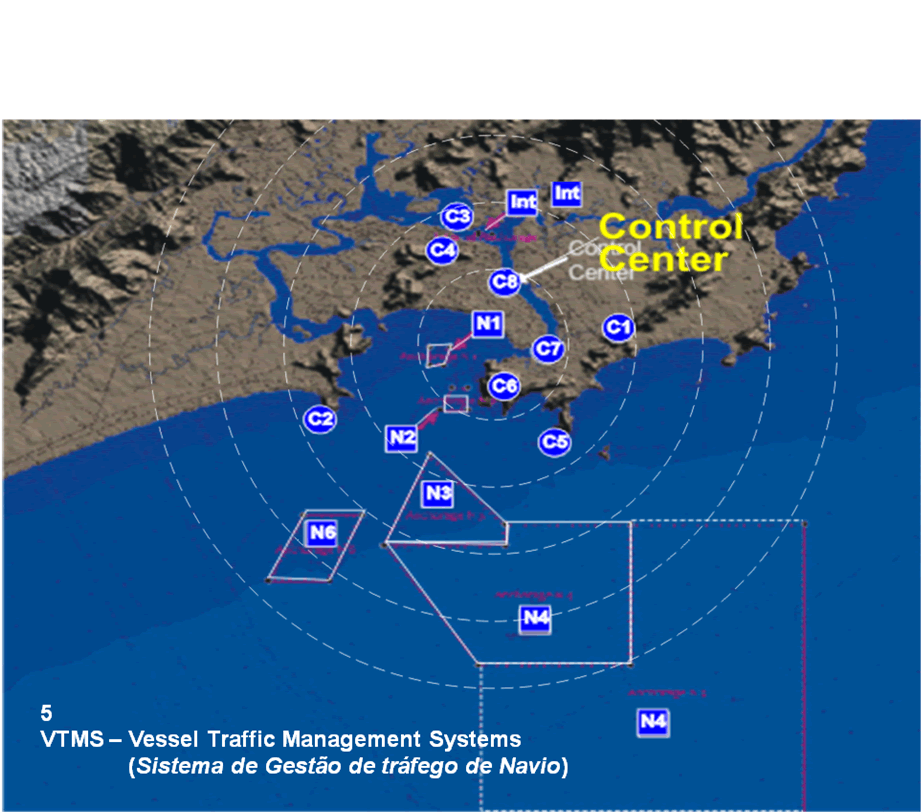 Int
Int
C3
Control
Center
Control
Center
C4
C8
N1
C1
C7
C6
C2
N2
C5
N3
N6
N4
N4
5
VTMS – Vessel Traffic Management Systems
(Sistema de Gestão de tráfego de Navio)